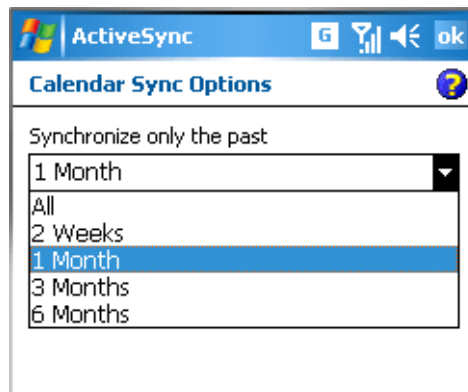 ActiveSync G ok
Calendar Sync Options ?
Synchronize only the past
1 Month
All
2 Weeks
1 Month
3 Months
6 Months